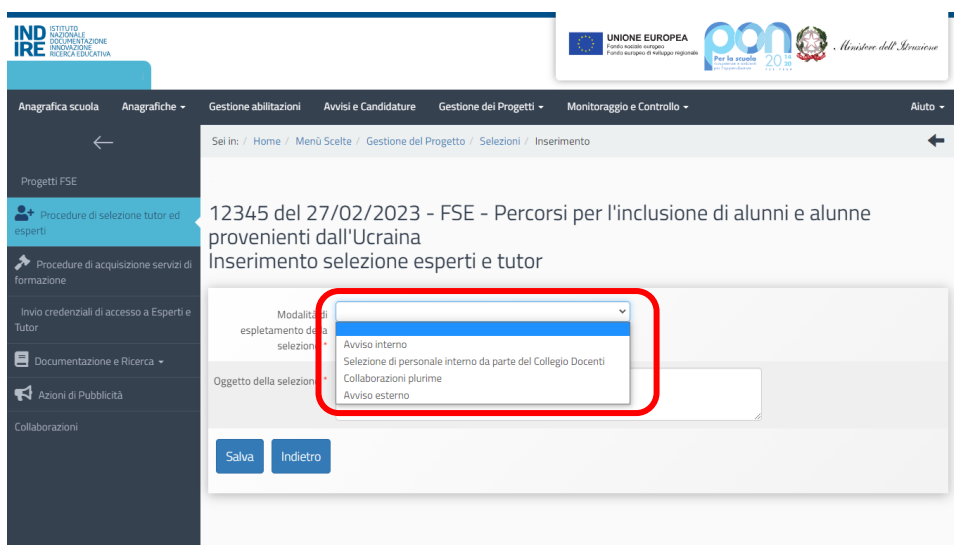 IND
IRE
ISTITUTO
NAZIONALE
DOCUMENTAZIONE
INNOVAZIONE
RICERCA EDUCATIVA
UNIONE EUROPEA
Fondo sociale europeo
Fondo europeo di sviluppo regionale
pon
Per la scuola
2014
2020
Ministero dell'Istruzione
Anagrafica scuola Anagrafiche Gestione abilitazioni Avvisi e Candidature Gestione dei Progetti Monitoraggio e Controllo Aiuto
Sei in: / Home / Menù Scelte / Gestione del Progetto / Selezioni / Inserimento
Progetti FSE
Procedure di selezione tutor ed
esperti
Procedure di acquisizione servizi di
formazione
Invio credenziali di accesso a Esperti e
Tutor
Documentazione e Ricerca
Azioni di Pubblicità
Collaborazioni
12345 del 27/02/2023 - FSE - Percorsi per l'inclusione di alunni e alunne
provenienti dall'Ucraina
Inserimento selezione esperti e tutor
Modalità di
espletamento della
selezione *
Avviso interno
Selezione di personale interno da parte del Collegio Docenti
Collaborazioni plurime
Avviso esterno
Oggetto della selezione *
Salva Indietro